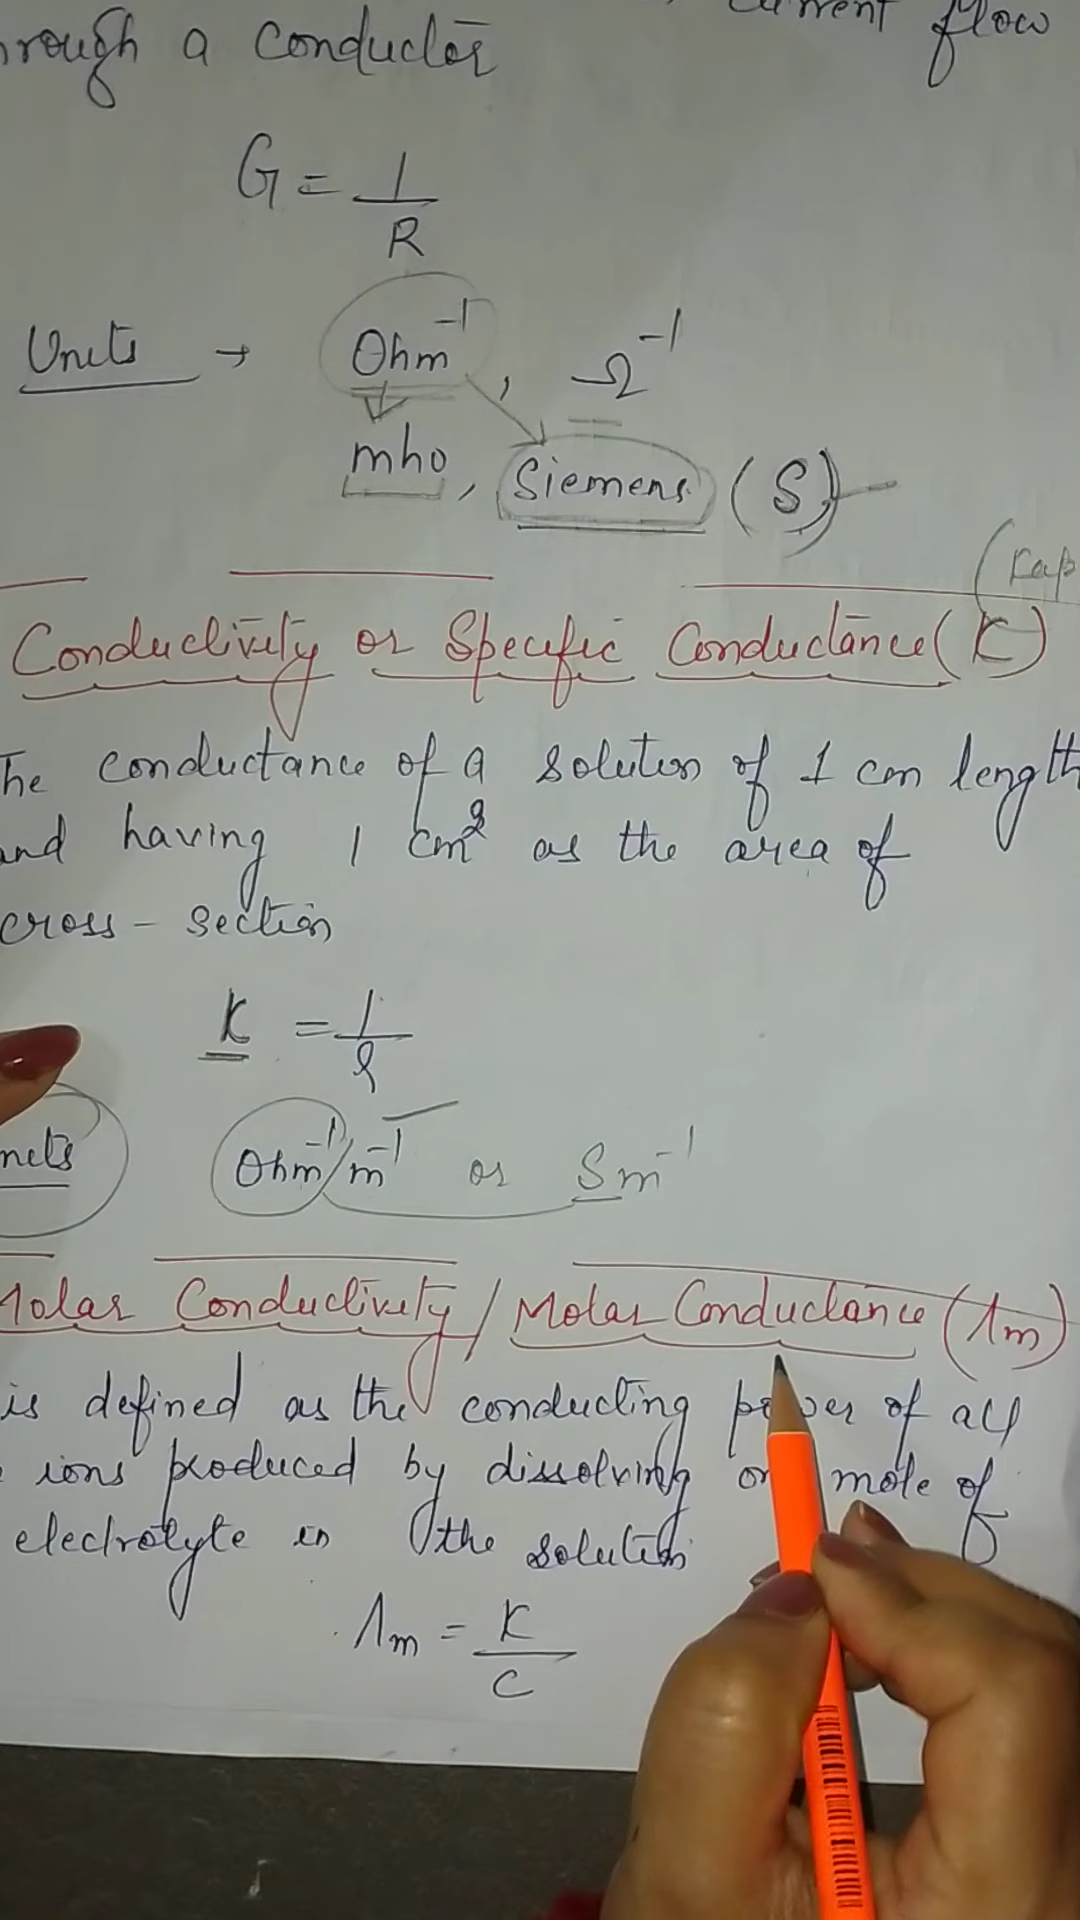 current flow
hrough a conductor
G = 1/R
Units → Ohm⁻¹, Ω⁻¹
mho, Siemens (S)
(Kap
Conductivity or Specific Conductance (K)
The conductance of a solution of 1 cm length
and having 1 cm² as the area of
cross-section
K = 1/ρ
nits Ohm⁻¹ m⁻¹ or S m⁻¹
Molar Conductivity / Molar Conductance (Λm)
is defined as the conducting power of all
ions produced by dissolving on mole of
electrolyte in the solution
Λm = K/C